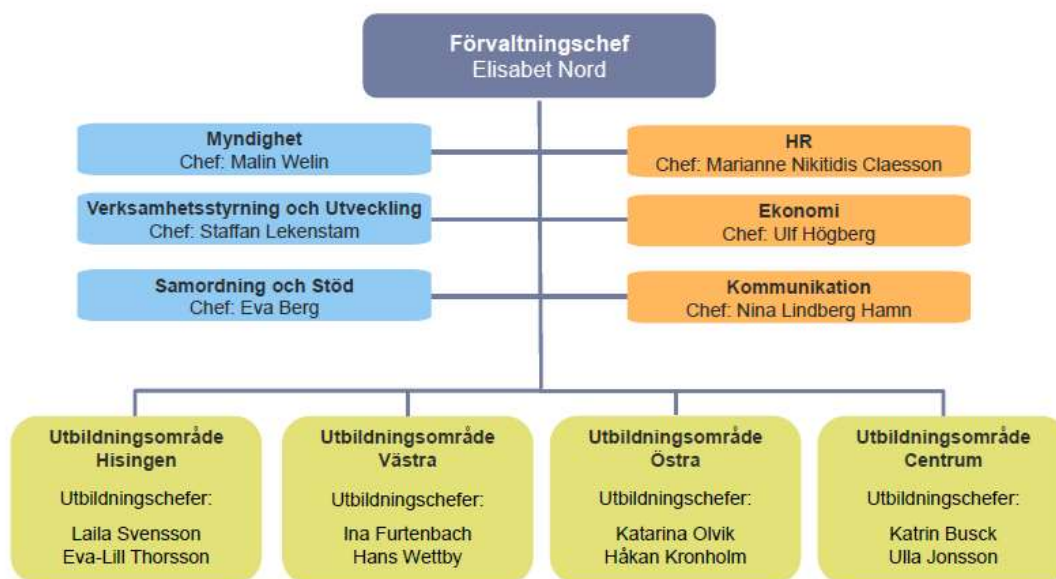 Förvaltningschef
Elisabet Nord
Myndighet
Chef: Malin Welin
HR
Chef: Marianne Nikitidis Claesson
Verksamhetsstyrning och Utveckling
Chef: Staffan Lekenstam
Ekonomi
Chef: Ulf Högberg
Samordning och Stöd
Chef: Eva Berg
Kommunikation
Chef: Nina Lindberg Hamn
Utbildningsområde
Hisingen
Utbildningschefer:
Laila Svensson
Eva-Lill Thorsson
Utbildningsområde
Västra
Utbildningschefer:
Ina Furtenbach
Hans Wettby
Utbildningsområde
Östra
Utbildningschefer:
Katarina Olvik
Håkan Kronholm
Utbildningsområde
Centrum
Utbildningschefer:
Katrin Busck
Ulla Jonsson